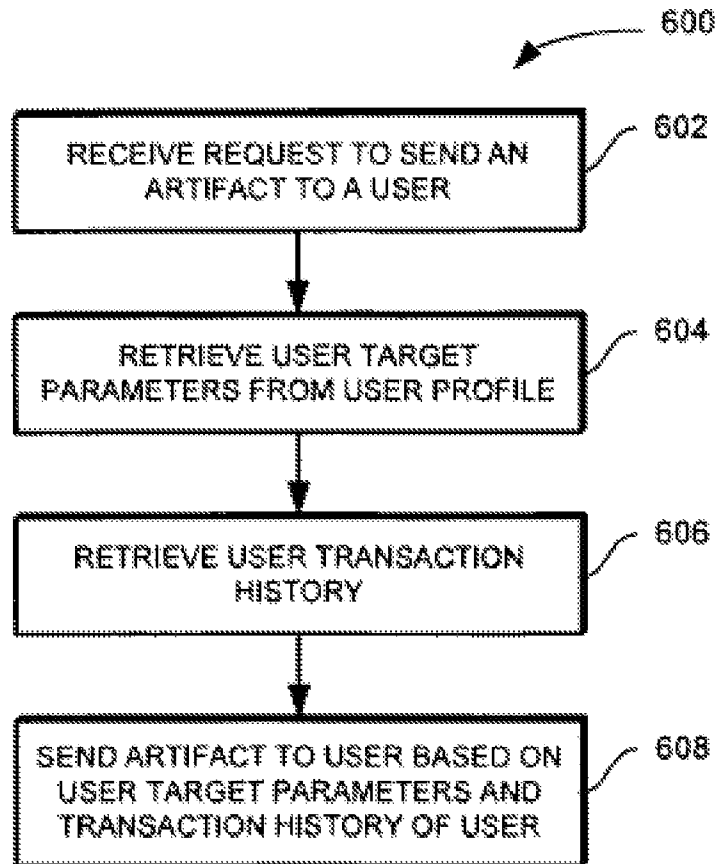 600
RECEIVE REQUEST TO SEND AN
ARTIFACT TO A USER
602
RETRIEVE USER TARGET
PARAMETERS FROM USER PROFILE
604
RETRIEVE USER TRANSACTION
HISTORY
606
SEND ARTIFACT TO USER BASED ON
USER TARGET PARAMETERS AND
TRANSACTION HISTORY OF USER
608